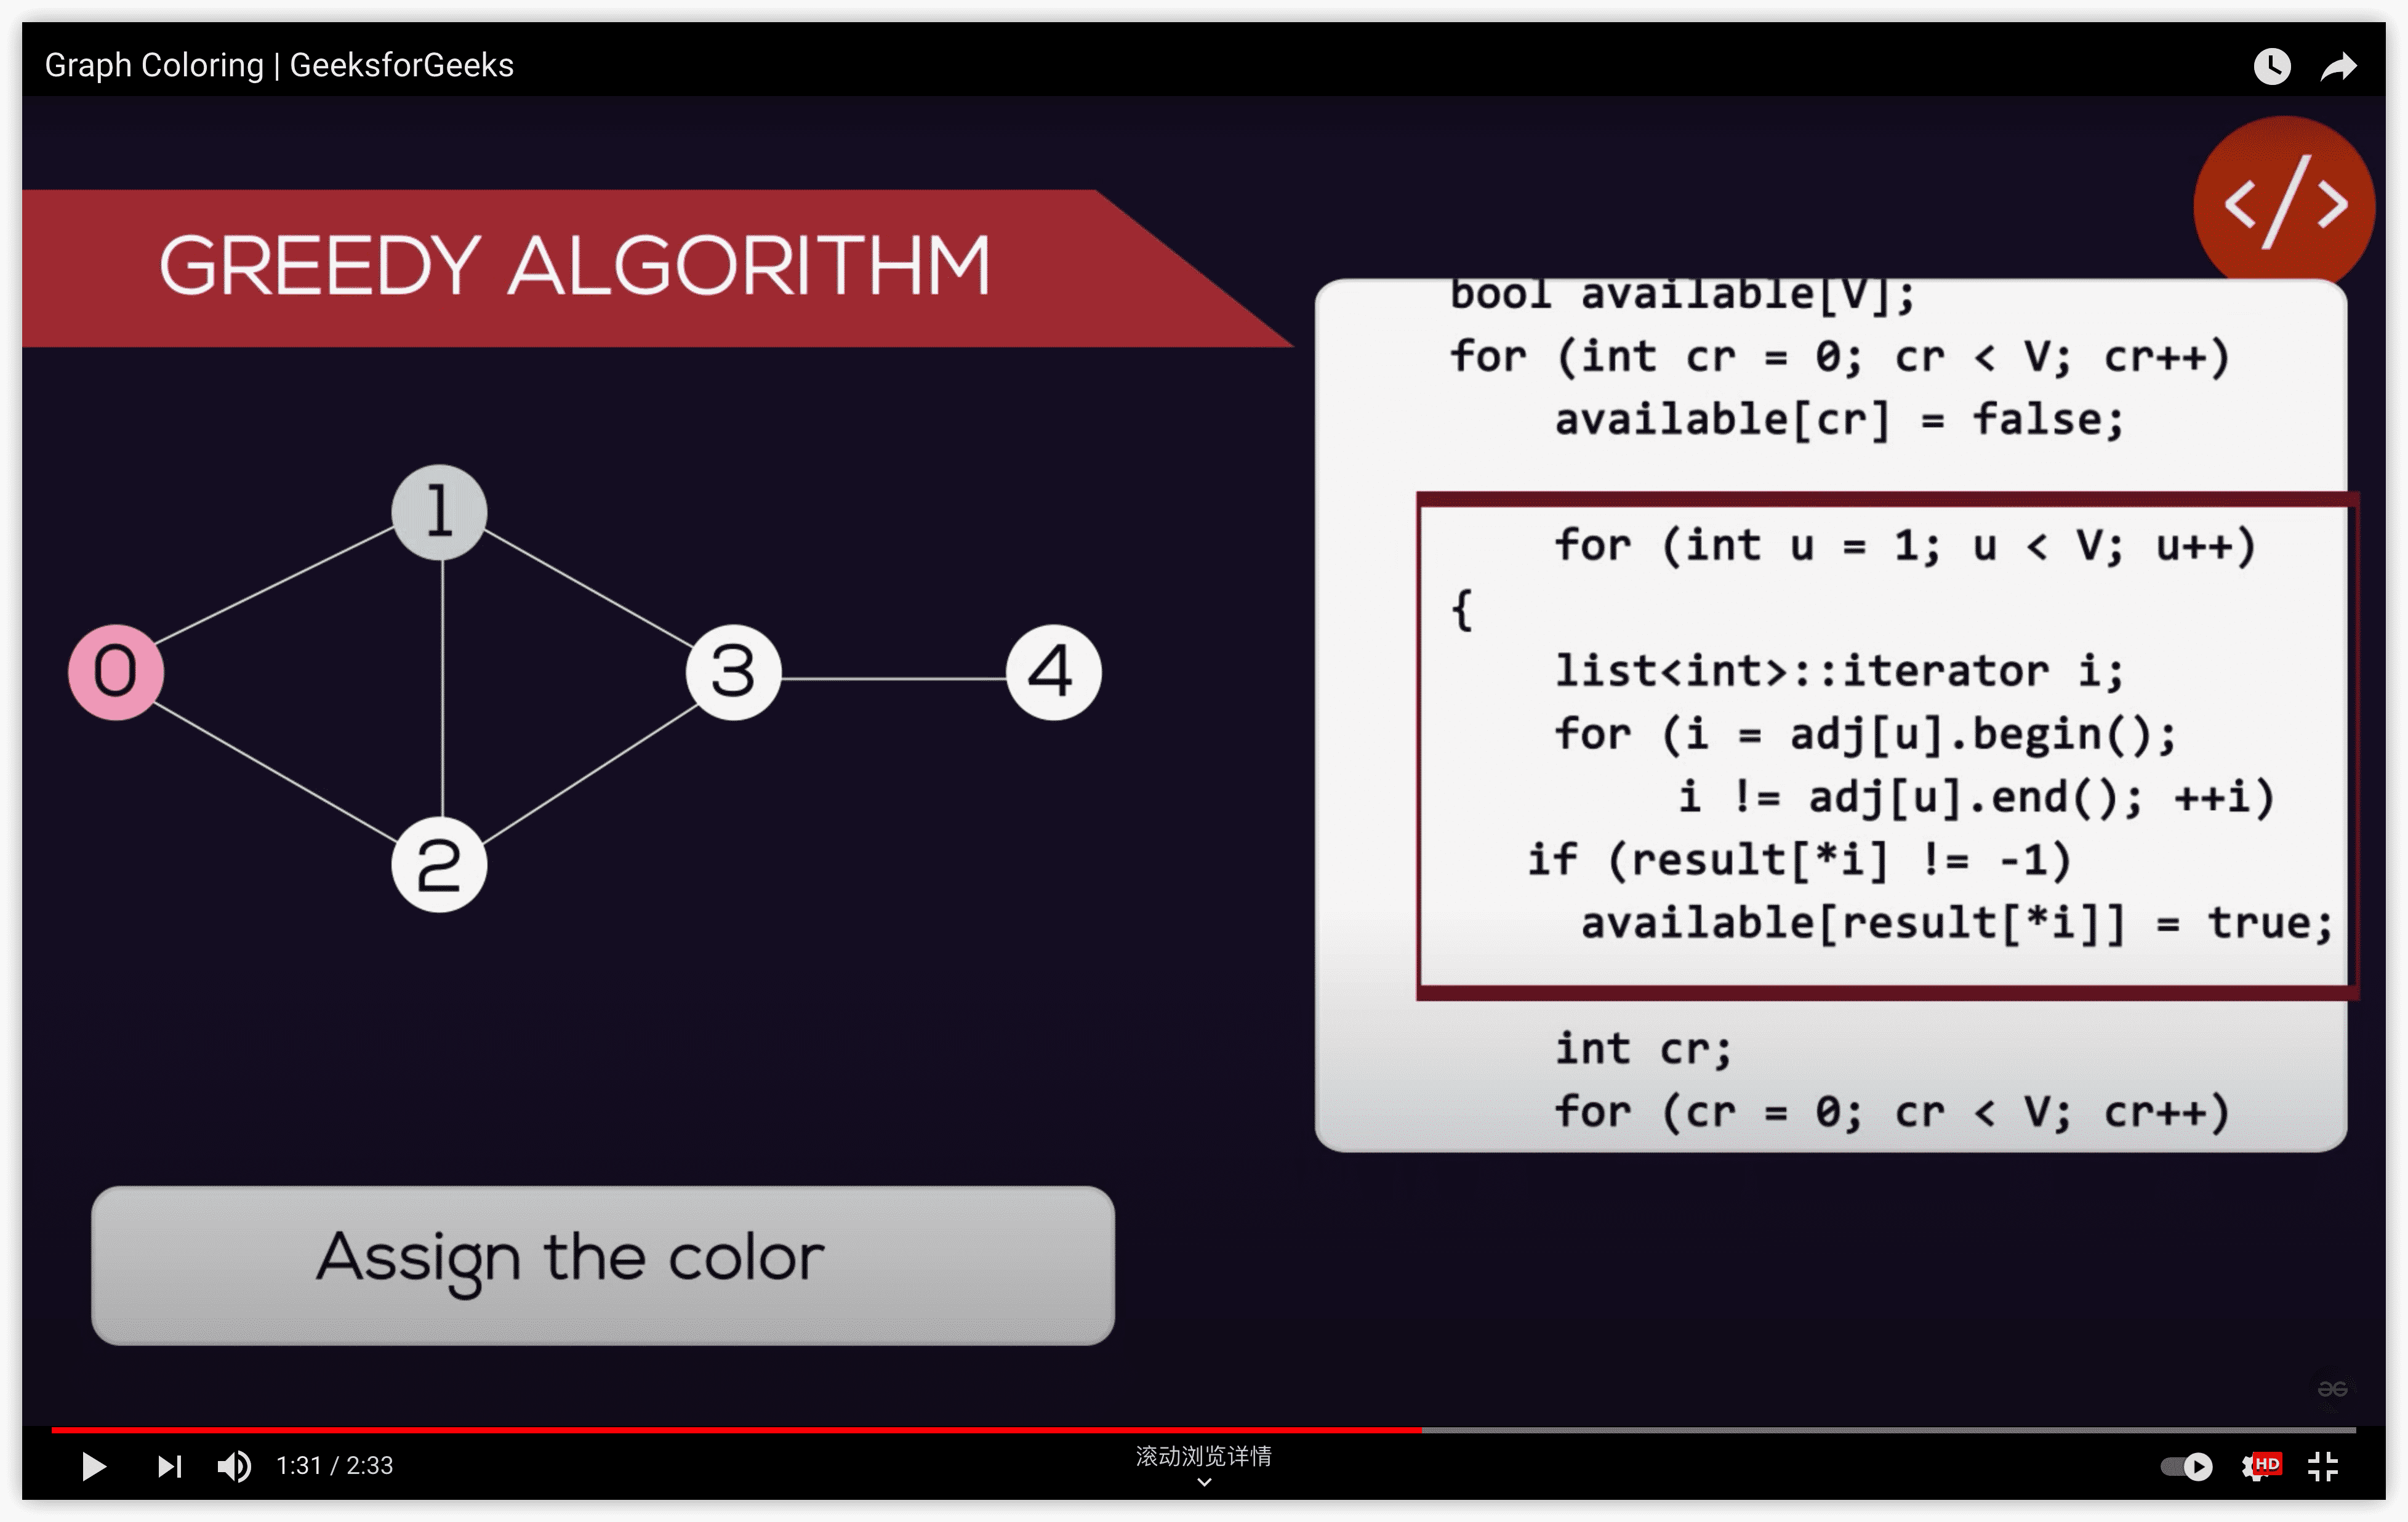 Graph Coloring | GeeksforGeeks
</>
GREEDY ALGORITHM
1
0
3
4
2
bool available[V];
for (int cr = 0; cr < V; cr++)
available[cr] = false;
for (int u = 1; u < V; u++)
{
list<int>::iterator i;
for (i = adj[u].begin();
i != adj[u].end(); ++i)
if (result[*i] != -1)
available[result[*i]] = true;
int cr;
for (cr = 0; cr < V; cr++)
Assign the color
1:31 / 2:33
滚动浏览详情
HD